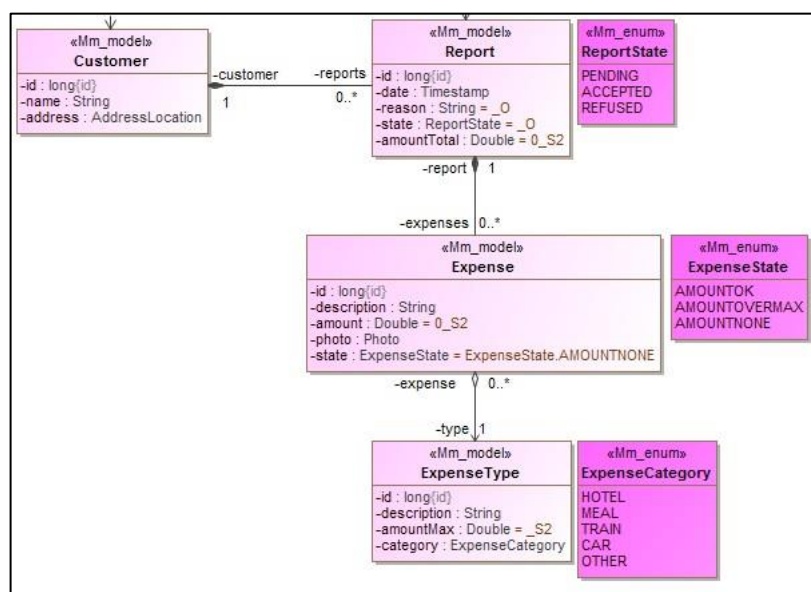 «Mm_model»
Customer
-id : long{id}
-name : String
-address : AddressLocation
-customer
1
-reports
0..*
«Mm_model»
Report
-id : long{id}
-date : Timestamp
-reason : String = _O
-state : ReportState = _O
-amountTotal : Double = 0_S2
«Mm_enum»
ReportState
PENDING
ACCEPTED
REFUSED
-report
1
-expenses
0..*
«Mm_model»
Expense
-id : long{id}
-description : String
-amount : Double = 0_S2
-photo : Photo
-state : ExpenseState = ExpenseState.AMOUNTNONE
«Mm_enum»
ExpenseState
AMOUNTOK
AMOUNTOVERMAX
AMOUNTNONE
-expense
0..*
-type
1
«Mm_model»
ExpenseType
-id : long{id}
-description : String
-amountMax : Double = _S2
-category : ExpenseCategory
«Mm_enum»
ExpenseCategory
HOTEL
MEAL
TRAIN
CAR
OTHER